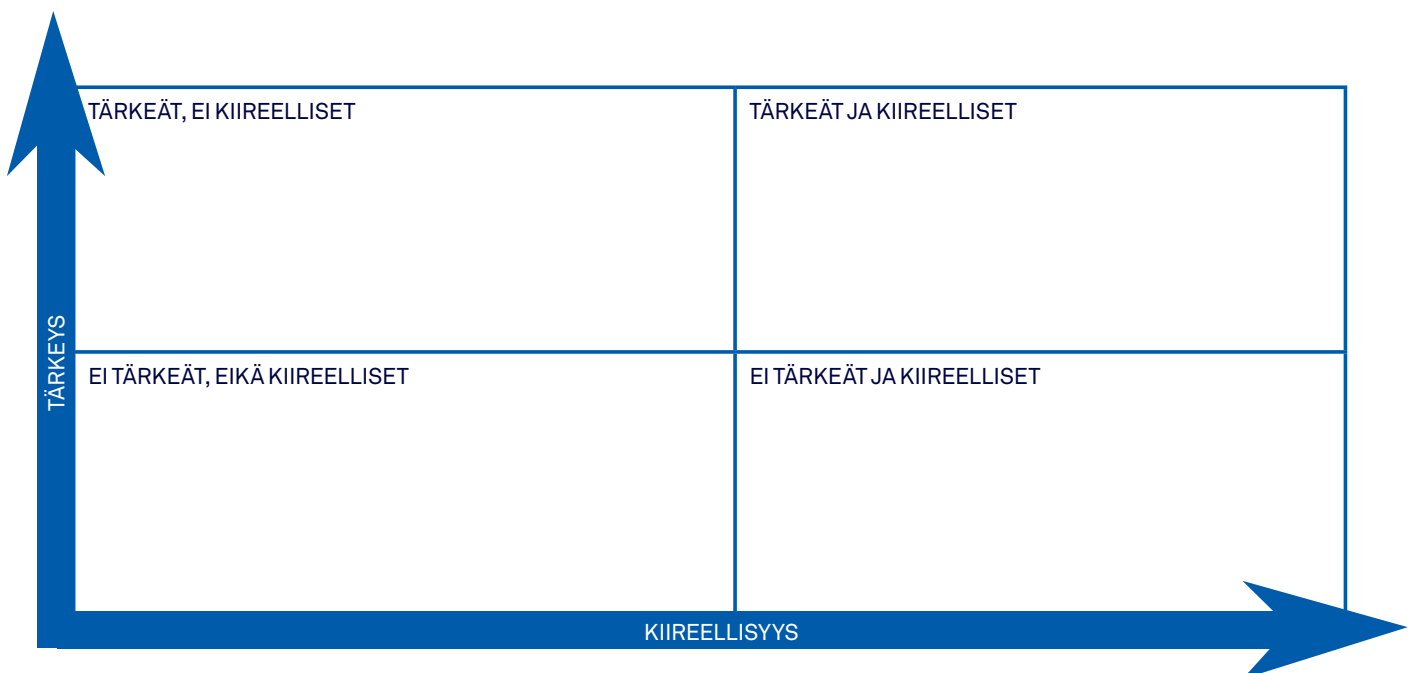 TÄRKEÄT, EI KIIREELLISET
TÄRKEÄT JA KIIREELLISET
TÄRKEYS
EI TÄRKEÄT, EIKÄ KIIREELLISET
EI TÄRKEÄT JA KIIREELLISET
KIIREELLISYYS